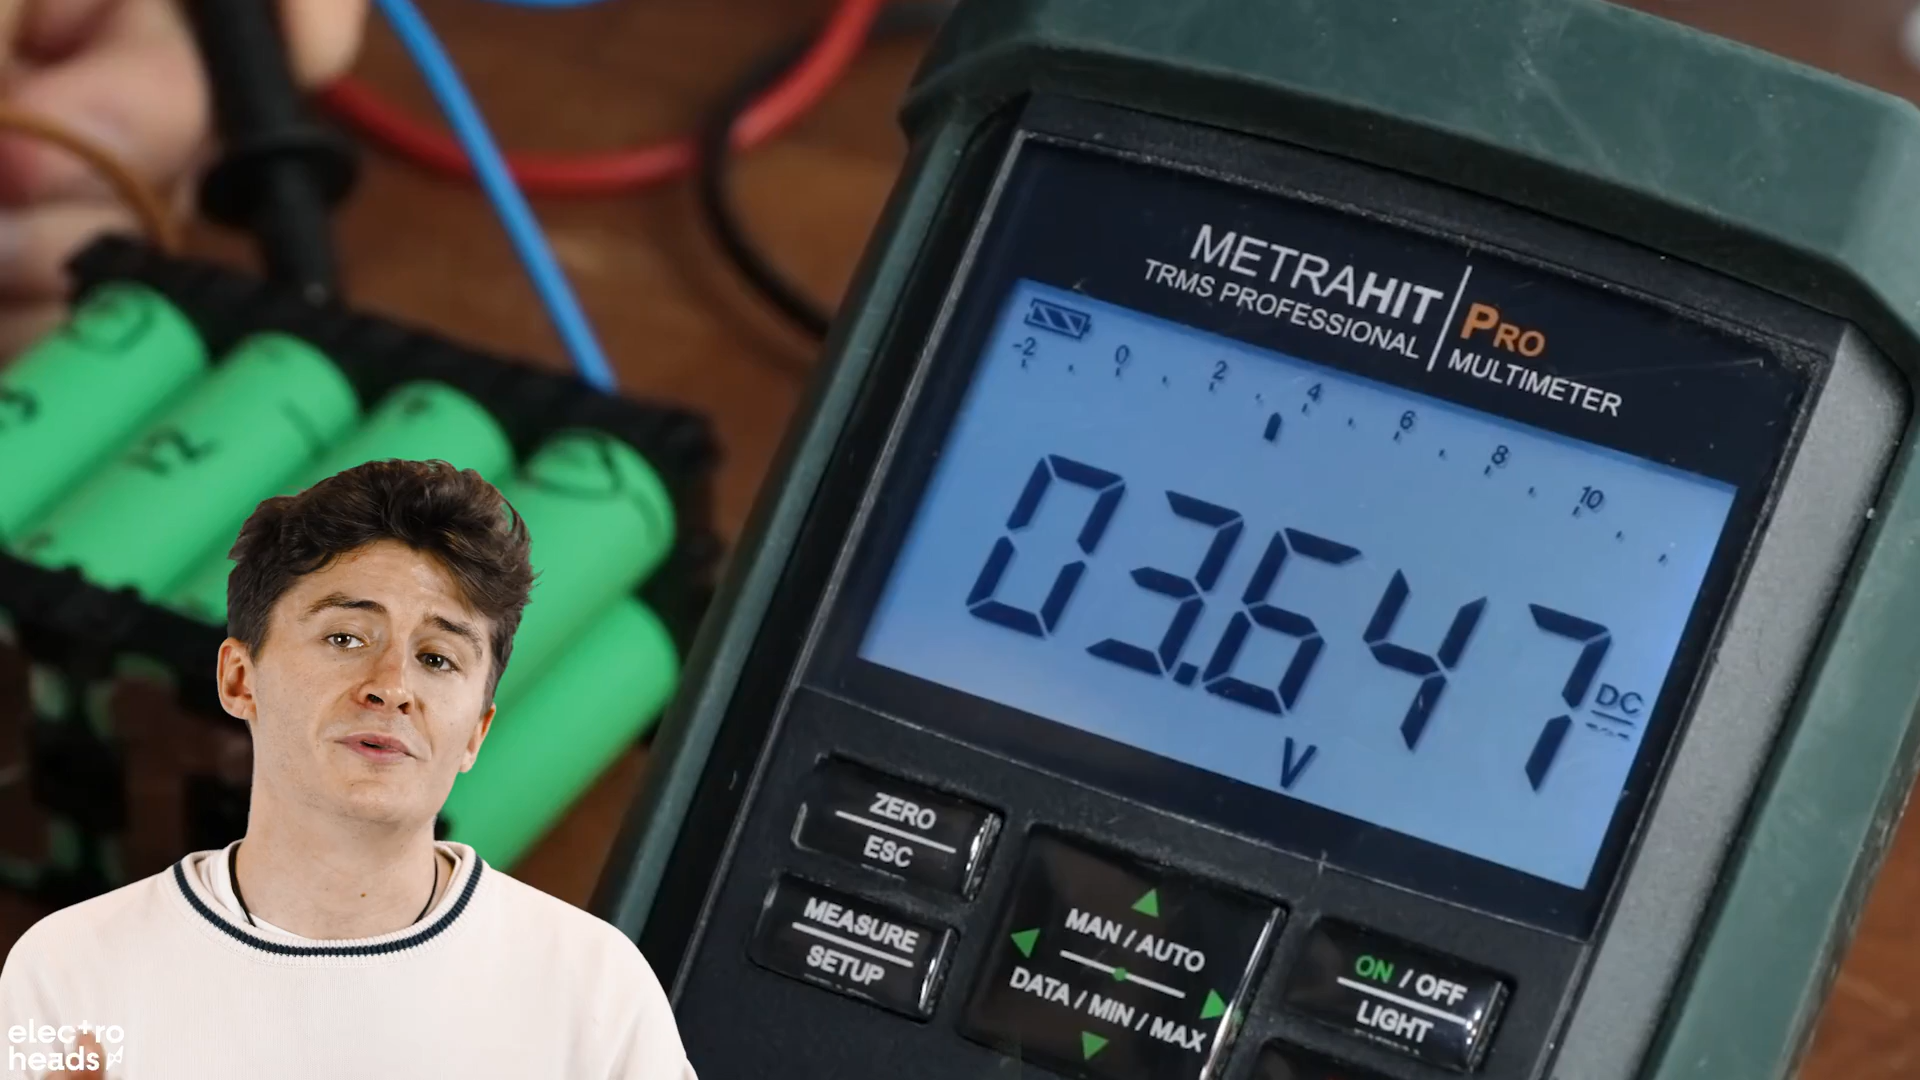 METRAHIT PRO
TRMS PROFESSIONAL MULTIMETER
-2 0 2 4 6 8 10
03.647
DC
V
ZERO
ESC
MEASURE
SETUP
MAN / AUTO
DATA / MIN / MAX
ON / OFF
LIGHT
12
electro
heads